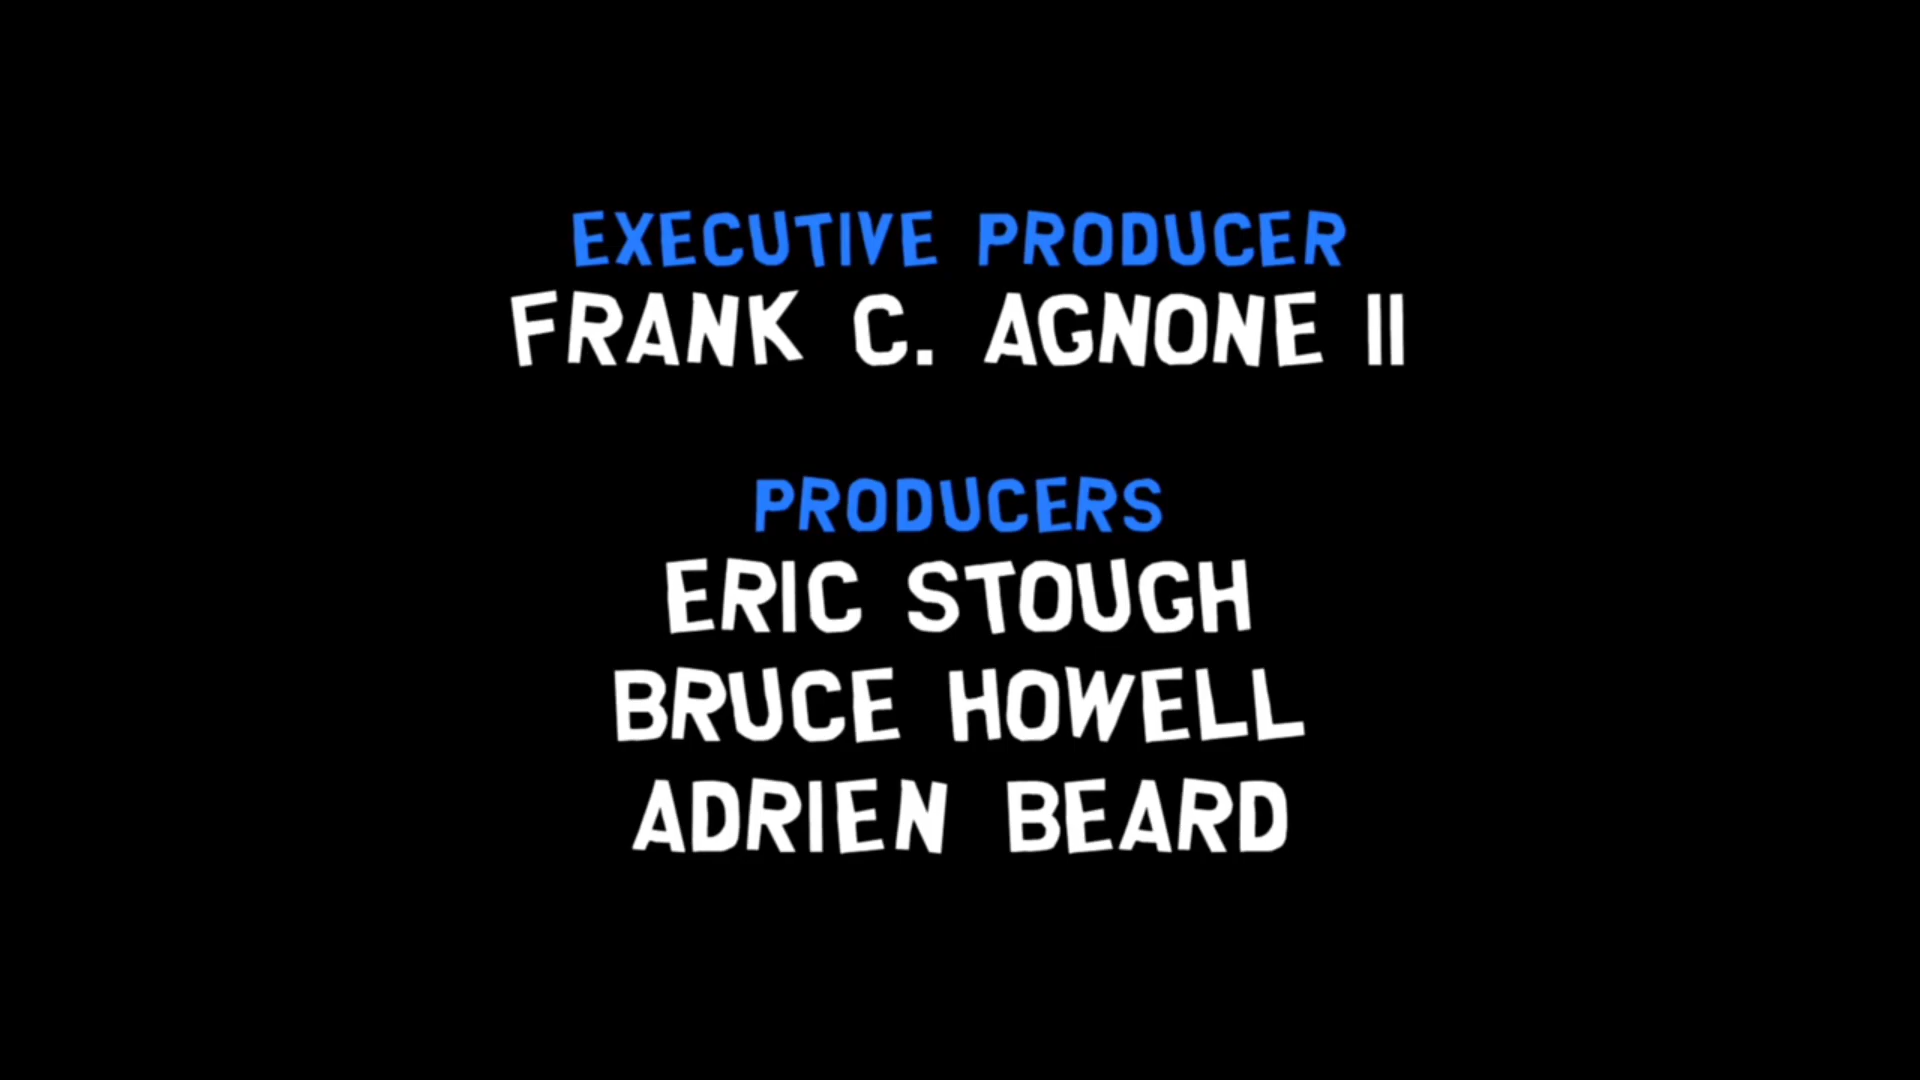 EXECUTIVE PRODUCER
FRANK C. AGNONE II
PRODUCERS
ERIC STOUGH
BRUCE HOWELL
ADRIEN BEARD